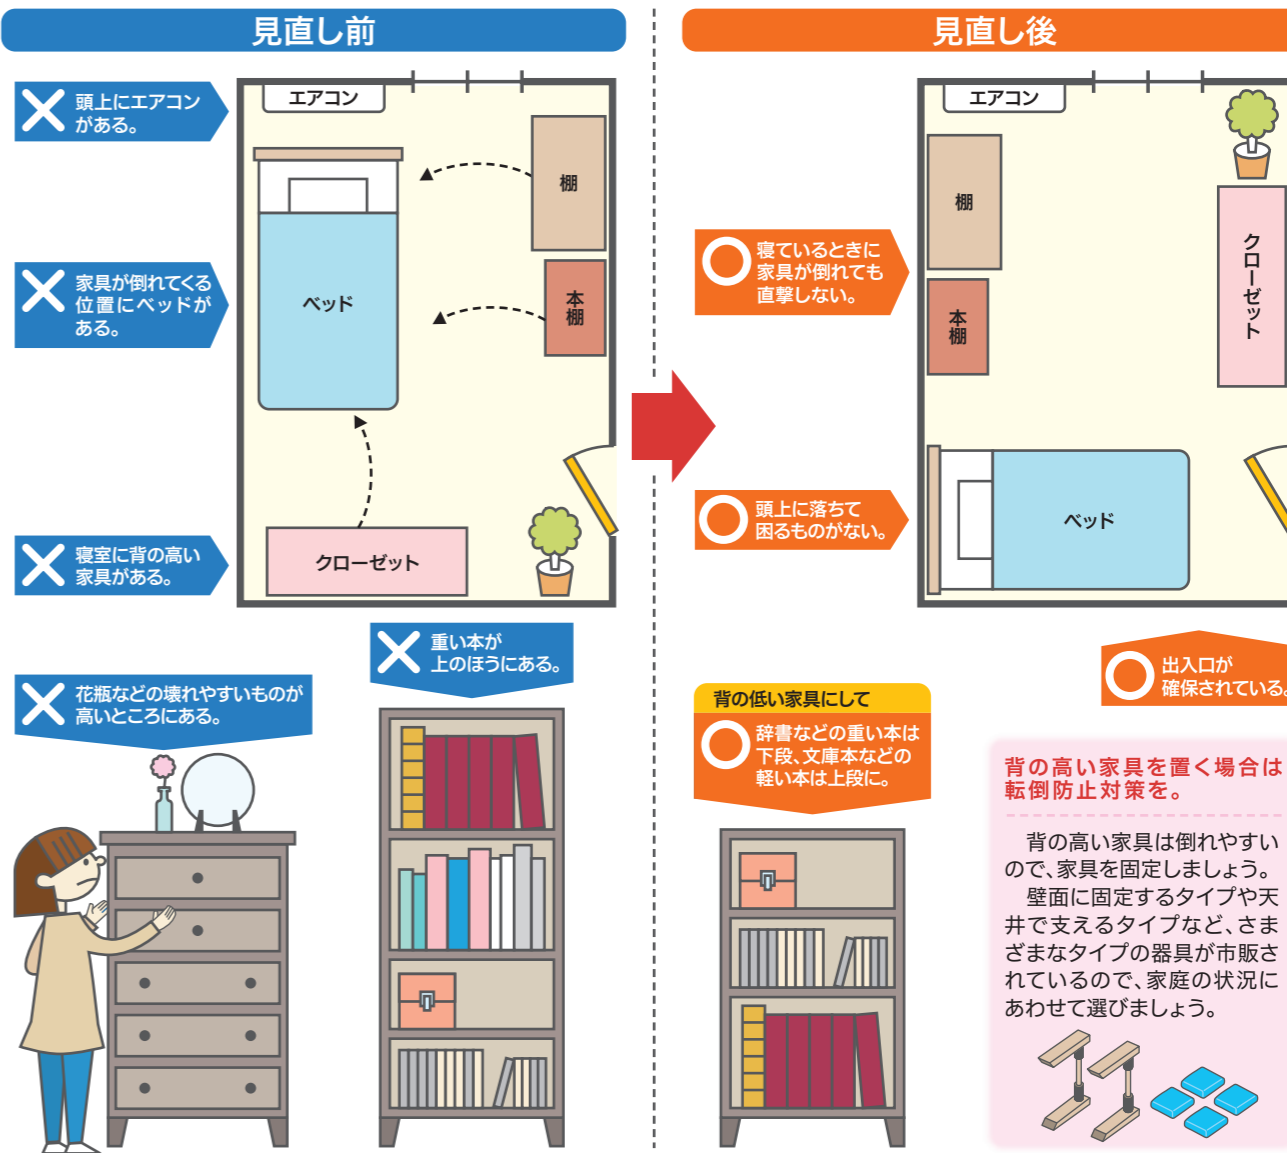 見直し前
頭上にエアコン
がある。
家具が倒れてくる
位置にベッドが
ある。
寝室に背の高い
家具がある。
エアコン
棚
本棚
ベッド
クローゼット
花瓶などの壊れやすいものが
高いところにある。
重い本が
上のほうにある。
見直し後
寝ているときに
家具が倒れても
直撃しない。
頭上に落ちて
困るものがない。
エアコン
棚
本棚
クローゼット
ベッド
出入口が
確保されている。
背の低い家具にして
辞書などの重い本は
下段、文庫本などの
軽い本は上段に。
背の高い家具を置く場合は
転倒防止対策を。
背の高い家具は倒れやすい
ので、家具を固定しましょう。
壁面に固定するタイプや天
井で支えるタイプなど、さま
ざまなタイプの器具が市販さ
れているので、家庭の状況に
あわせて選びましょう。